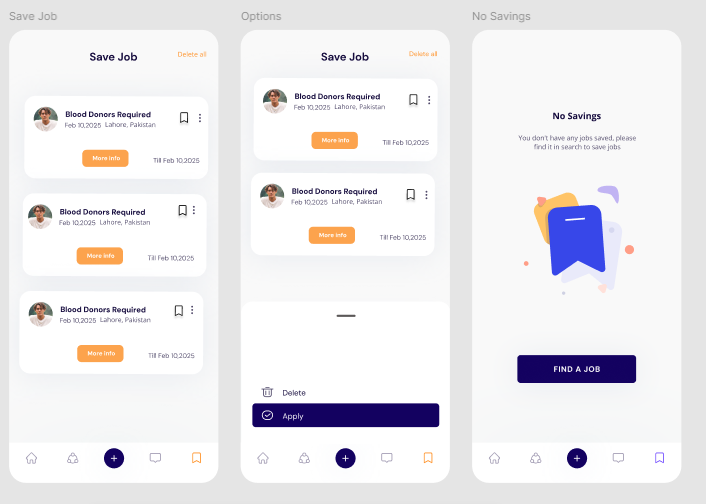 Save Job
Save Job
Delete all
Blood Donors Required
Feb 10,2025 Lahore, Pakistan
More info
Till Feb 10,2025
Blood Donors Required
Feb 10,2025 Lahore, Pakistan
More info
Till Feb 10,2025
Blood Donors Required
Feb 10,2025 Lahore, Pakistan
More info
Till Feb 10,2025
Options
Save Job
Delete all
Blood Donors Required
Feb 10,2025 Lahore, Pakistan
More info
Till Feb 10,2025
Blood Donors Required
Feb 10,2025 Lahore, Pakistan
More info
Till Feb 10,2025
Delete
Apply
No Savings
No Savings
You don't have any jobs saved, please
find it in search to save jobs
FIND A JOB